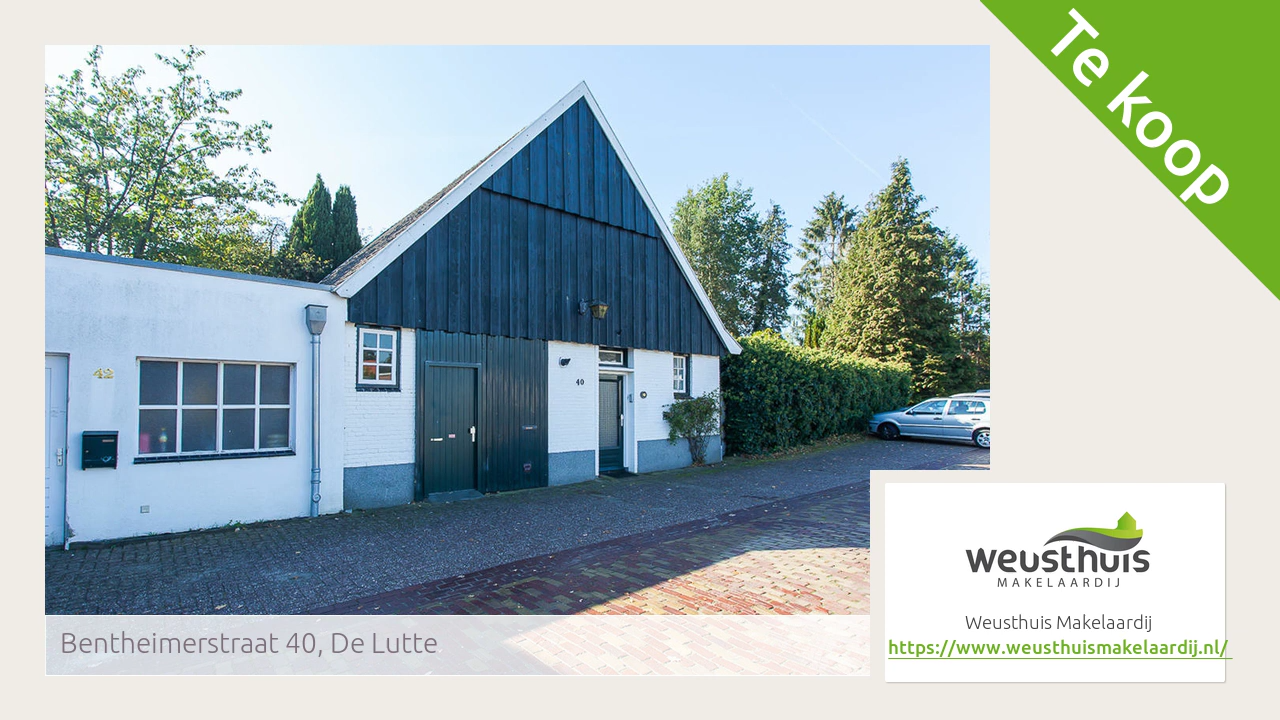 Te koop
42
40
Bentheimerstraat 40, De Lutte
weusthuis
MAKELAARDIJ
Weusthuis Makelaardij
https://www.weusthuismakelaardij.nl/